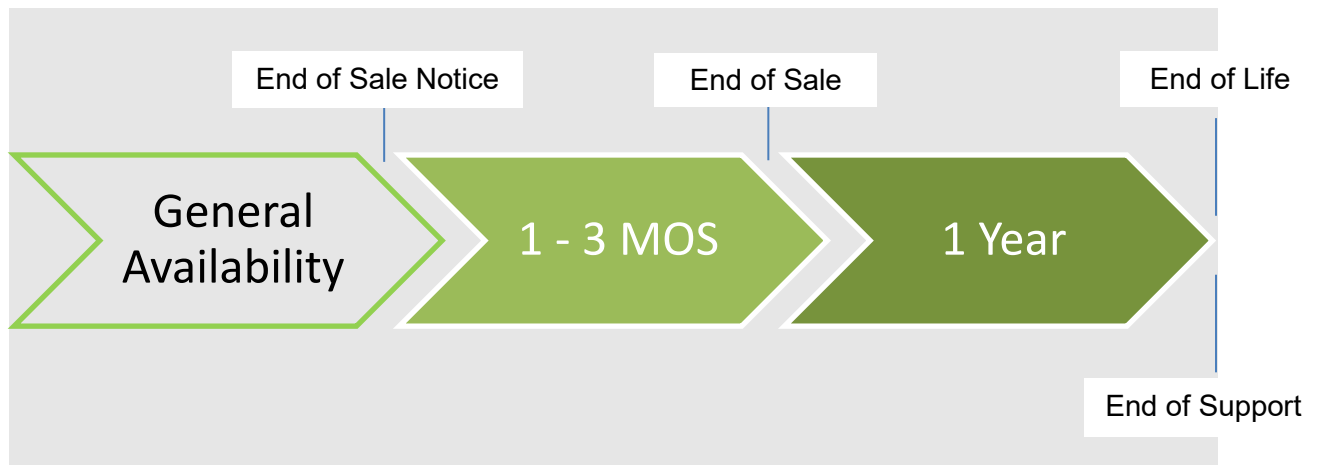 End of Sale Notice
End of Sale
End of Life
General
Availability
1 - 3 MOS
1 Year
End of Support